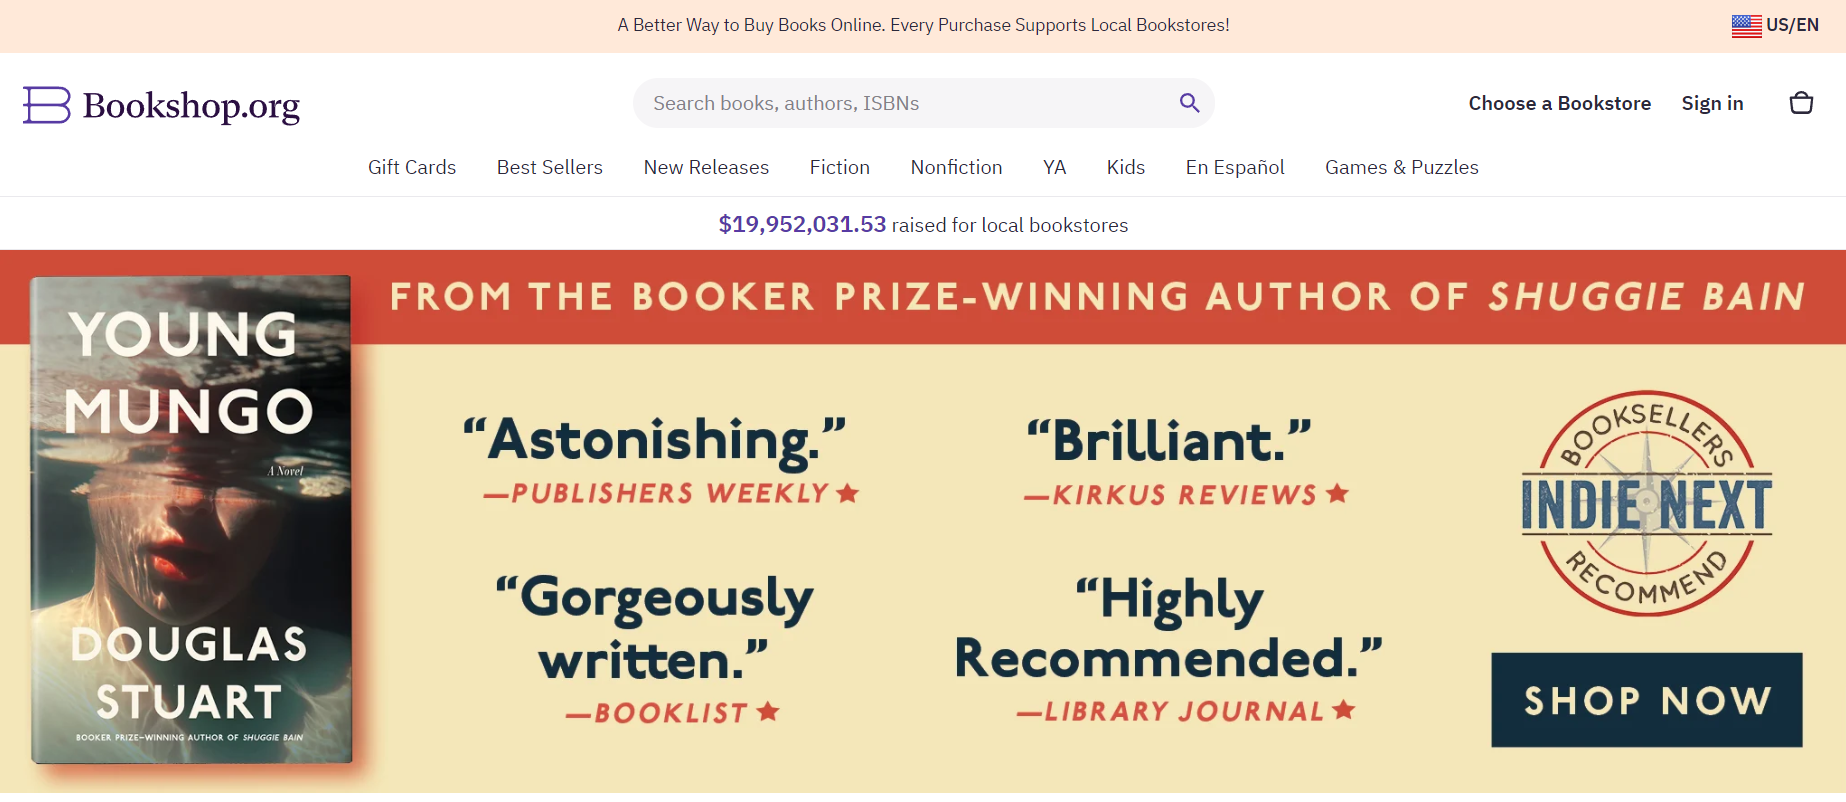 A Better Way to Buy Books Online. Every Purchase Supports Local Bookstores!
US/EN
B Bookshop.org
Search books, authors, ISBNs
Choose a Bookstore
Sign in
Gift Cards
Best Sellers
New Releases
Fiction
Nonfiction
YA
Kids
En Español
Games & Puzzles
$19,952,031.53 raised for local bookstores
FROM THE BOOKER PRIZE-WINNING AUTHOR OF SHUGGIE BAIN
YOUNG
MUNGO
A Novel
DOUGLAS
STUART
BOOKER PRIZE–WINNING AUTHOR OF SHUGGIE BAIN
“Astonishing.”
—PUBLISHERS WEEKLY ★
“Brilliant.”
—KIRKUS REVIEWS ★
“Gorgeously
written.”
—BOOKLIST ★
“Highly
Recommended.”
—LIBRARY JOURNAL ★
BOOKSELLERS
INDIE NEXT
RECOMMEND
SHOP NOW